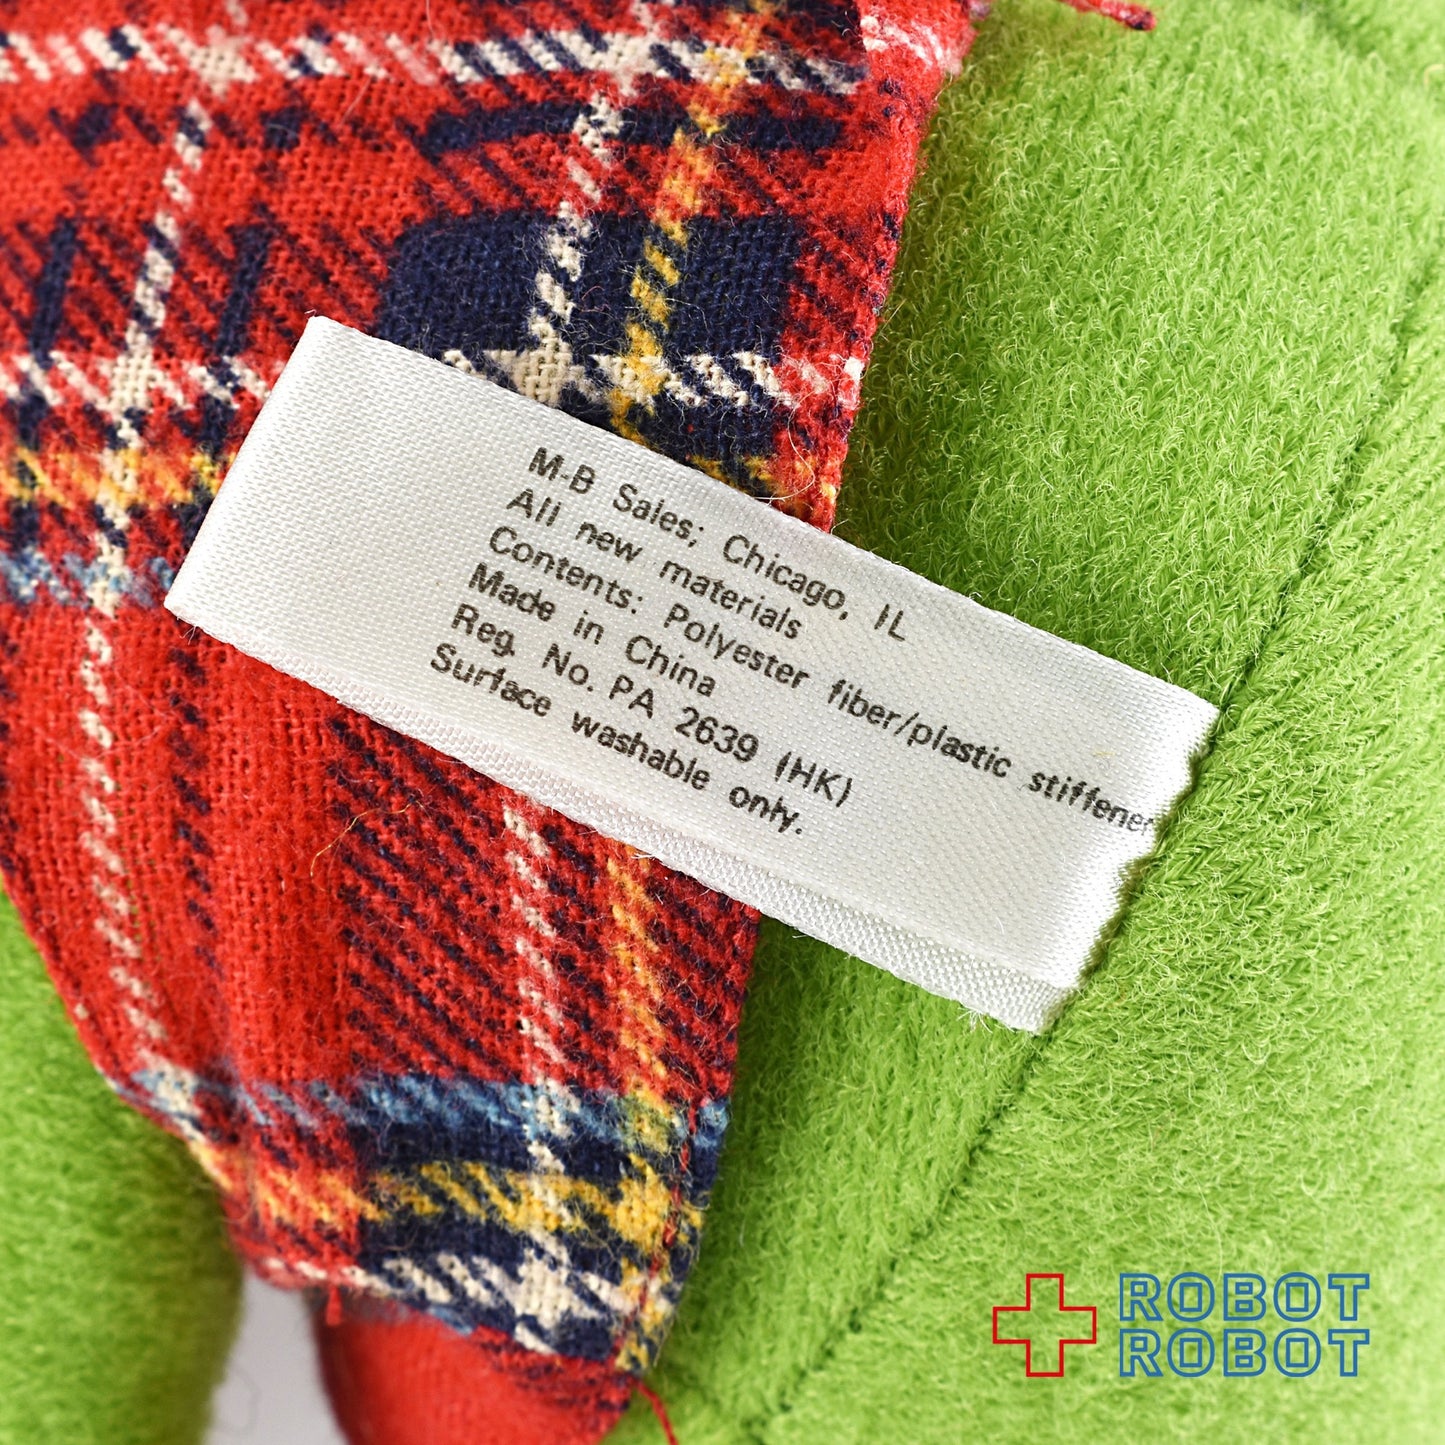 M-B Sales; Chicago, IL
All new materials
Contents: Polyester fiber/plastic stiffener
Made in China
Reg. No. PA 2639 (HK)
Surface washable only.
ROBOT
ROBOT